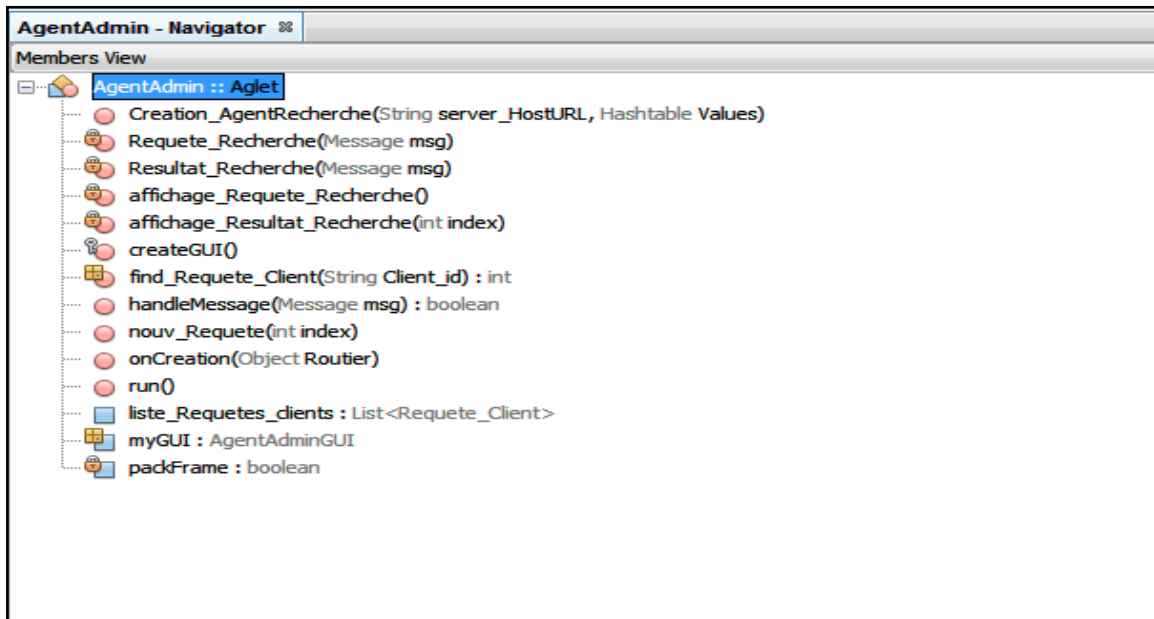 AgentAdmin - Navigator
Members View
AgentAdmin :: Aglet
Creation_AgentRecherche(String server_HostURL, Hashtable Values)
Requete_Recherche(Message msg)
Resultat_Recherche(Message msg)
affichage_Requete_Recherche()
affichage_Resultat_Recherche(int index)
createGUI()
find_Requete_Client(String Client_id) : int
handleMessage(Message msg) : boolean
nouv_Requete(int index)
onCreation(Object Routier)
run()
liste_Requetes_clients : List<Requete_Client>
myGUI : AgentAdminGUI
packFrame : boolean